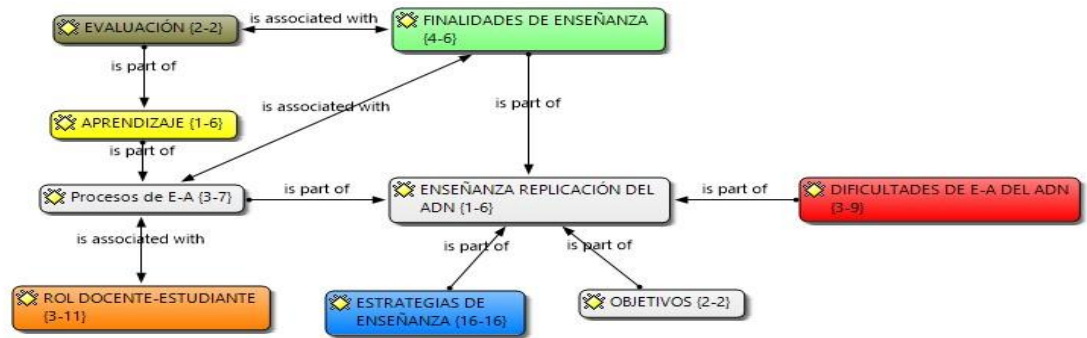 is associated with
EVALUACIÓN {2-2}
FINALIDADES DE ENSEÑANZA
{4-6}
is part of
is associated with
is part of
APRENDIZAJE {1-6}
is part of
Procesos de E-A {3-7}
is part of
ENSEÑANZA REPLICACIÓN DEL
ADN {1-6}
is part of
DIFICULTADES DE E-A DEL ADN
{3-9}
is associated with
is part of
is part of
ROL DOCENTE-ESTUDIANTE
{3-11}
ESTRATEGIAS DE
ENSEÑANZA {16-16}
OBJETIVOS {2-2}